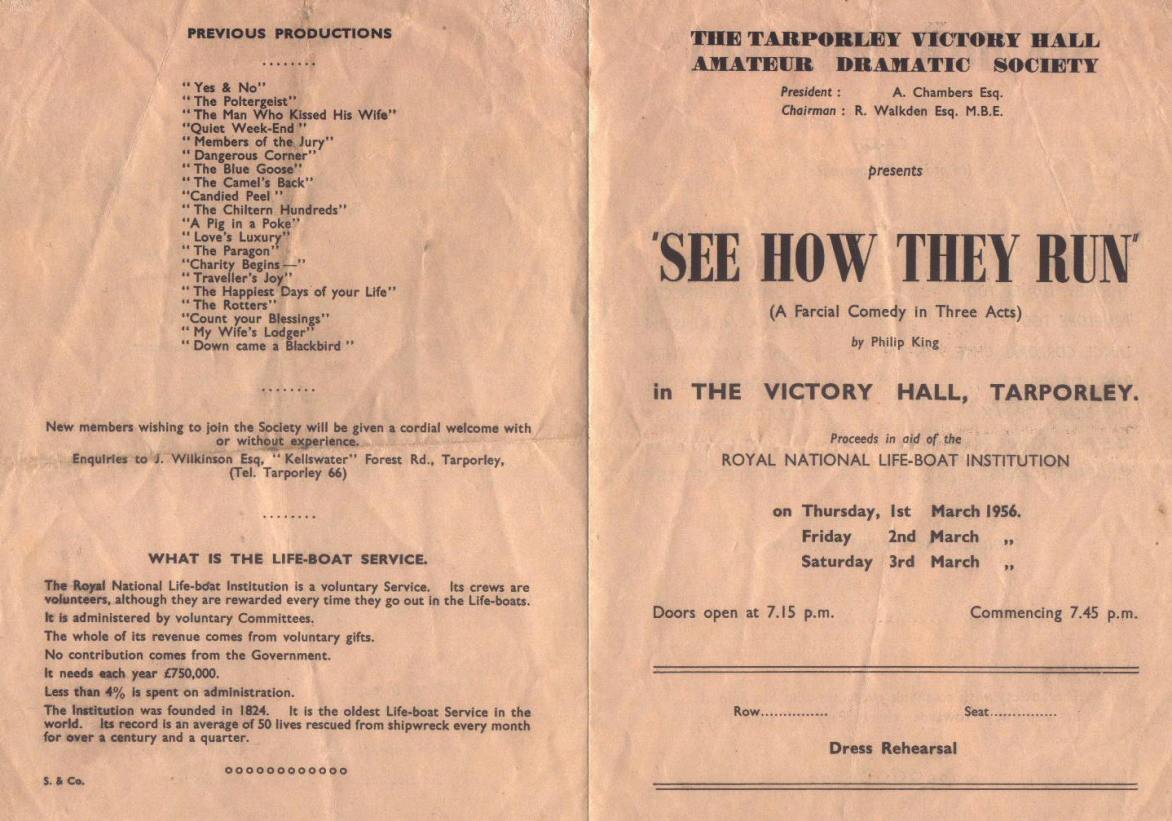 PREVIOUS PRODUCTIONS
........
"Yes & No"
"The Poltergeist"
"The Man Who Kissed His Wife"
"Quiet Week-End"
"Members of the Jury"
"Dangerous Corner"
"The Blue Goose"
"The Camel's Back"
"Candied Peel"
"The Chiltern Hundreds"
"A Pig in a Poke"
"Love's Luxury"
"The Paragon"
"Charity Begins—"
"Traveller's Joy"
"The Happiest Days of your Life"
"The Rotters"
"Count your Blessings"
"My Wife's Lodger"
"Down came a Blackbird"
........
New members wishing to join the Society will be given a cordial welcome with
or without experience.
Enquiries to J. Wilkinson Esq, "Kellswater" Forest Rd., Tarporley,
(Tel. Tarporley 66)
........
WHAT IS THE LIFE-BOAT SERVICE.
The Royal National Life-boat Institution is a voluntary Service. Its crews are
volunteers, although they are rewarded every time they go out in the Life-boats.
It is administered by voluntary Committees.
The whole of its revenue comes from voluntary gifts.
No contribution comes from the Government.
It needs each year £750,000.
Less than 4% is spent on administration.
The Institution was founded in 1824. It is the oldest Life-boat Service in the
world. Its record is an average of 50 lives rescued from shipwreck every month
for over a century and a quarter.
oooooooooooo
S. & Co.
THE TARPORLEY VICTORY HALL
AMATEUR DRAMATIC SOCIETY
President : A. Chambers Esq.
Chairman : R. Walkden Esq. M.B.E.
presents
'SEE HOW THEY RUN"
(A Farcial Comedy in Three Acts)
by Philip King
in THE VICTORY HALL, TARPORLEY.
Proceeds in aid of the
ROYAL NATIONAL LIFE-BOAT INSTITUTION
on Thursday, 1st March 1956.
Friday 2nd March „
Saturday 3rd March „
Doors open at 7.15 p.m. Commencing 7.45 p.m.
Row............... Seat...............
Dress Rehearsal